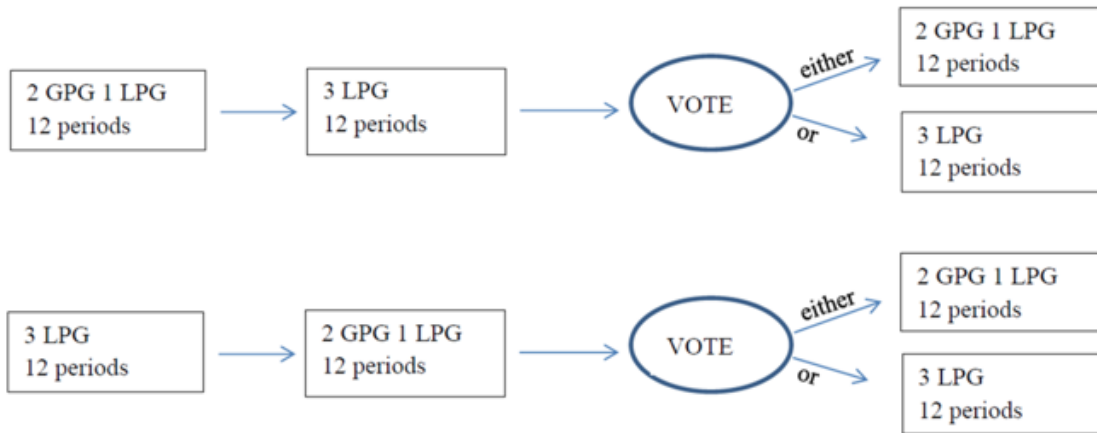 2 GPG 1 LPG
12 periods
3 LPG
12 periods
VOTE
either
or
2 GPG 1 LPG
12 periods
3 LPG
12 periods
3 LPG
12 periods
2 GPG 1 LPG
12 periods
VOTE
either
or
2 GPG 1 LPG
12 periods
3 LPG
12 periods